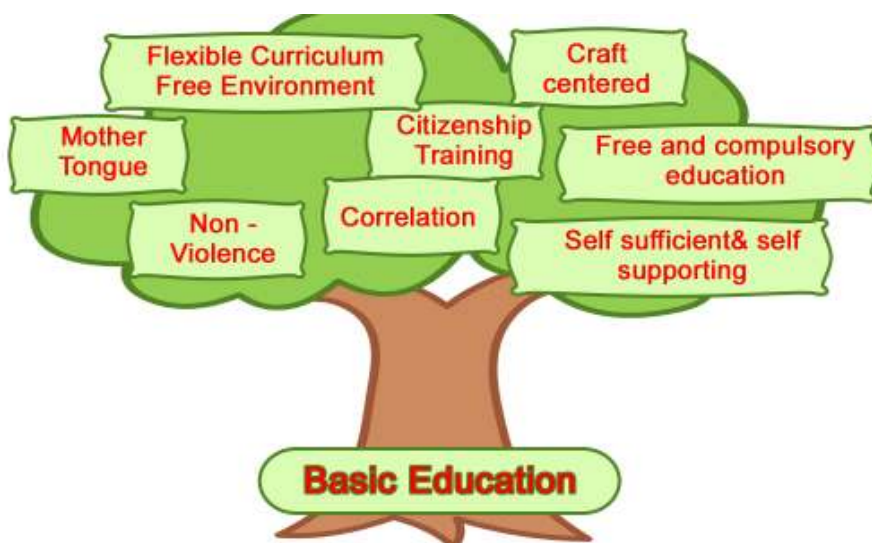 Flexible Curriculum
Free Environment
Craft
centered
Mother
Tongue
Citizenship
Training
Free and compulsory
education
Non -
Violence
Correlation
Self sufficient& self
supporting
Basic Education